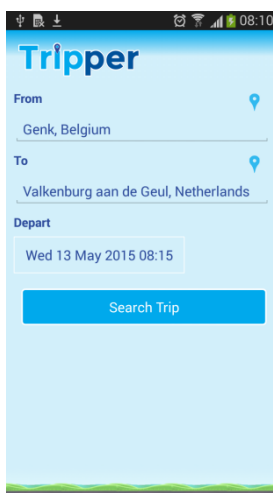 08:10
Tripper
From
Genk, Belgium
To
Valkenburg aan de Geul, Netherlands
Depart
Wed 13 May 2015 08:15
Search Trip